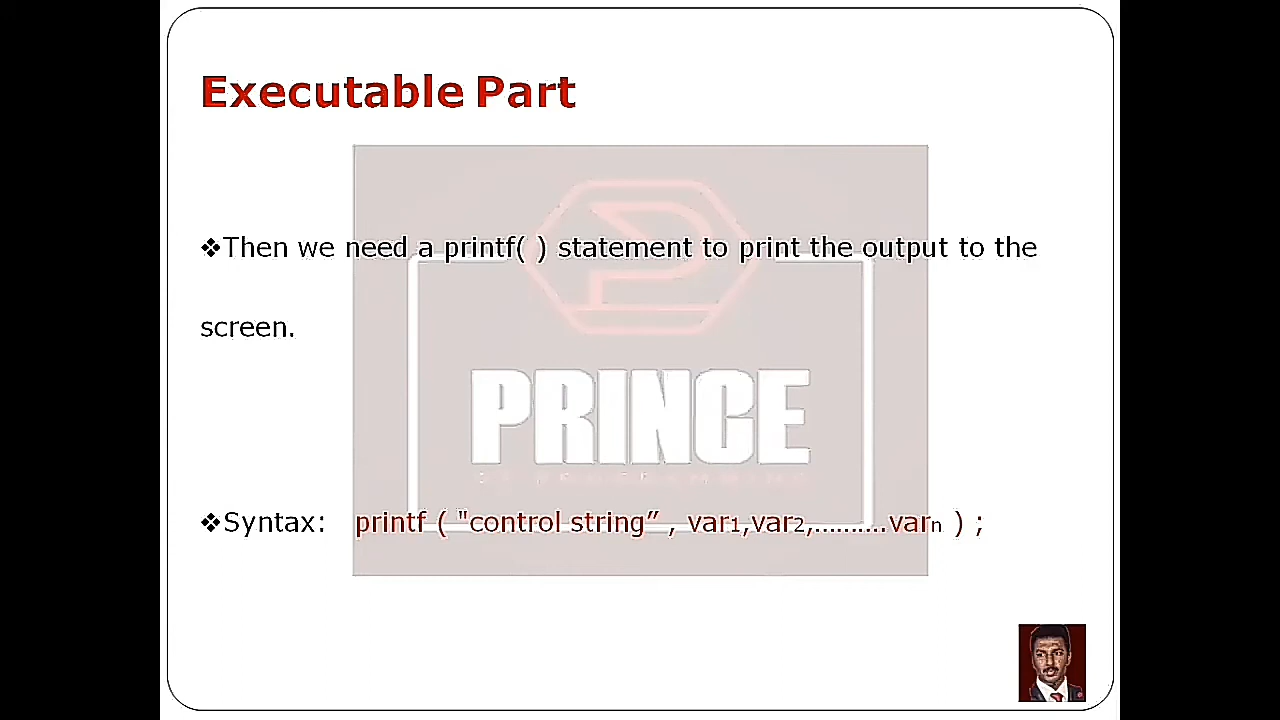 Executable Part
❖Then we need a printf( ) statement to print the output to the
screen.
PRINCE
❖Syntax: printf ( "control string” , var1,var2,……….varn ) ;